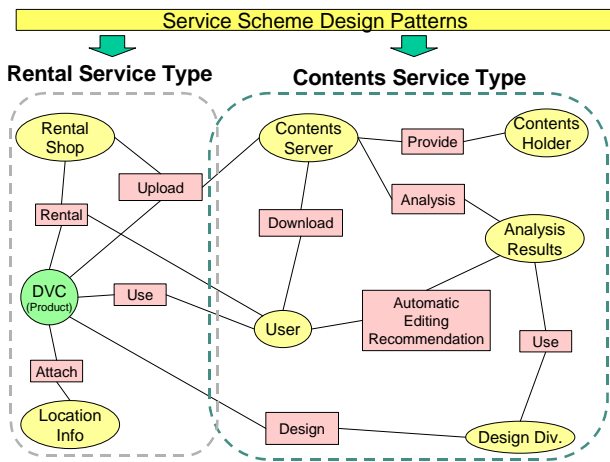 Service Scheme Design Patterns
Rental Service Type
Contents Service Type
Rental
Shop
Contents
Server
Provide
Contents
Holder
Upload
Analysis
Rental
Download
Analysis
Results
DVC
(Product)
Use
User
Automatic
Editing
Recommendation
Use
Attach
Location
Info
Design
Design Div.